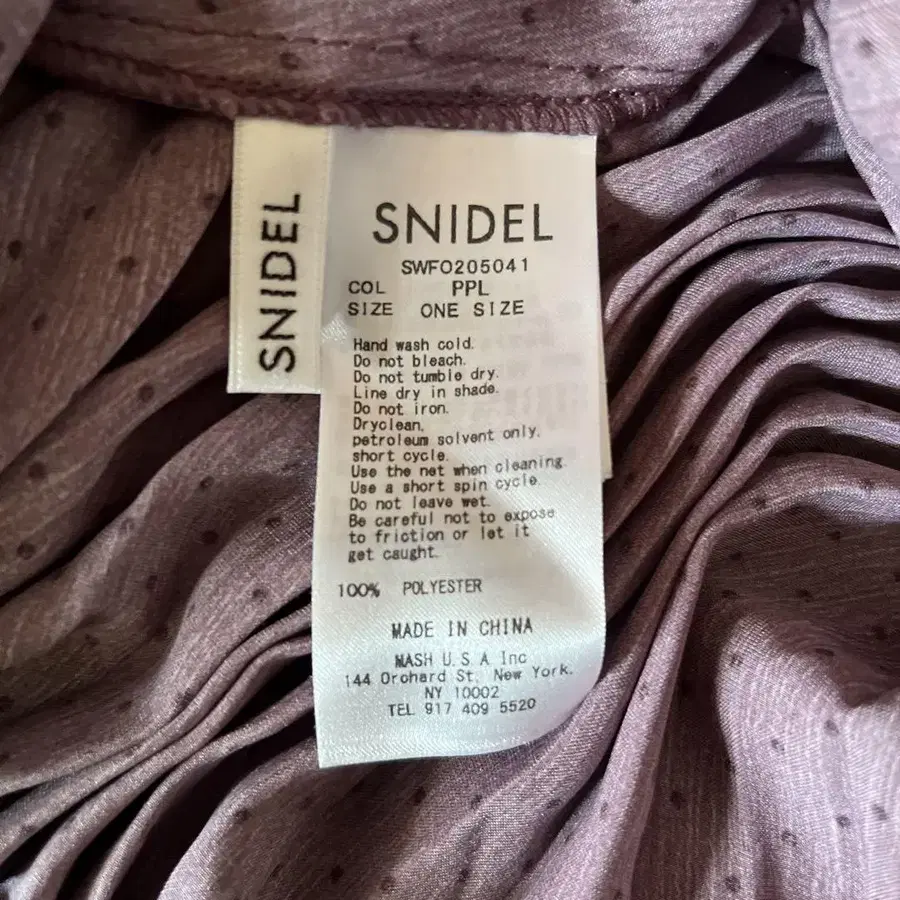 SNIDEL
SNIDEL
SWFO205041
COL PPL
SIZE ONE SIZE
Hand wash cold.
Do not bleach.
Do not tumble dry.
Line dry in shade.
Do not iron.
Dryclean,
petroleum solvent only.
short cycle.
Use the net when cleaning.
Use a short spin cycle.
Do not leave wet.
Be careful not to expose
to friction or let it
get caught.
100% POLYESTER
MADE IN CHINA
MASH U.S.A Inc
144 Orchard St. New York.
NY 10002
TEL 917 409 5520